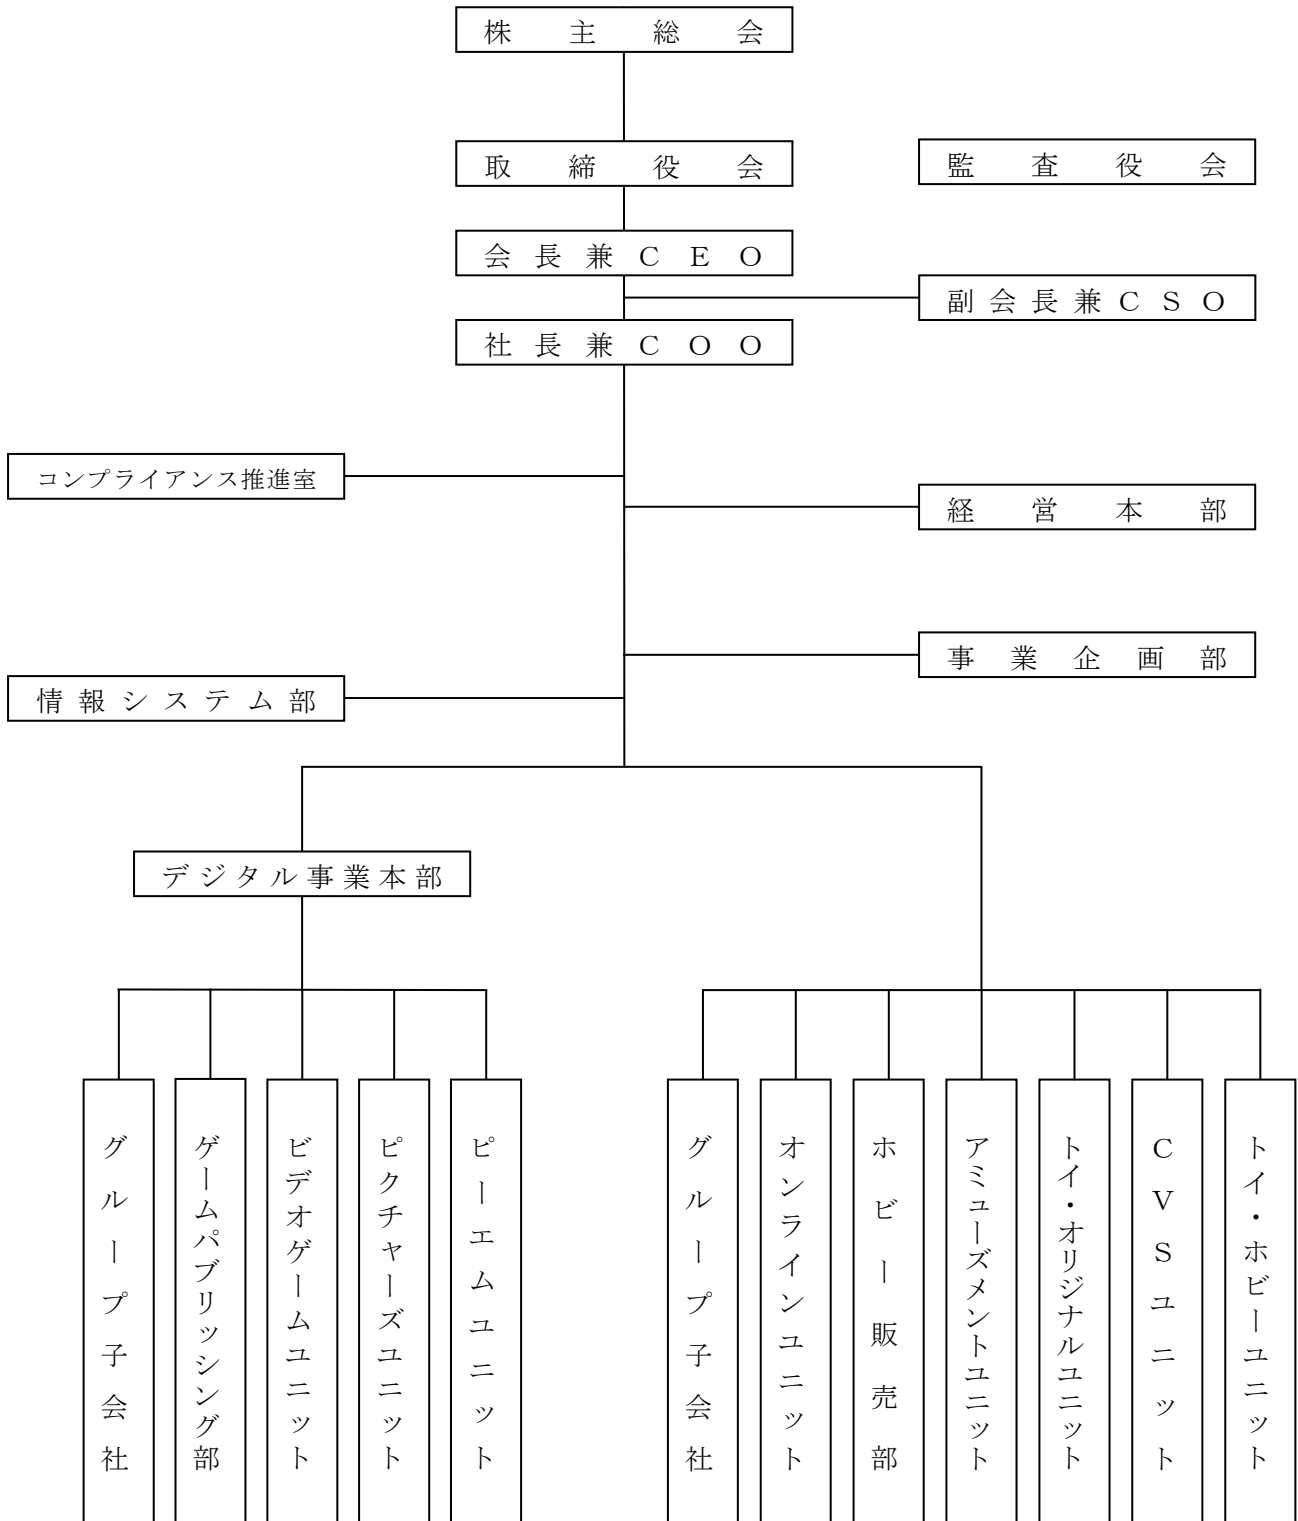 株主総会
取締役会
監査役会
会長兼ＣＥＯ
副会長兼ＣＳＯ
社長兼ＣＯＯ
コンプライアンス推進室
経営本部
事業企画部
情報システム部
デジタル事業本部
グループ子会社
ゲームパブリッシング部
ビデオゲームユニット
ピクチャーズユニット
ピーエムユニット
グループ子会社
オンラインユニット
ホビー販売部
アミューズメントユニット
トイ・オリジナルユニット
ＣＶＳユニット
トイ・ホビーユニット